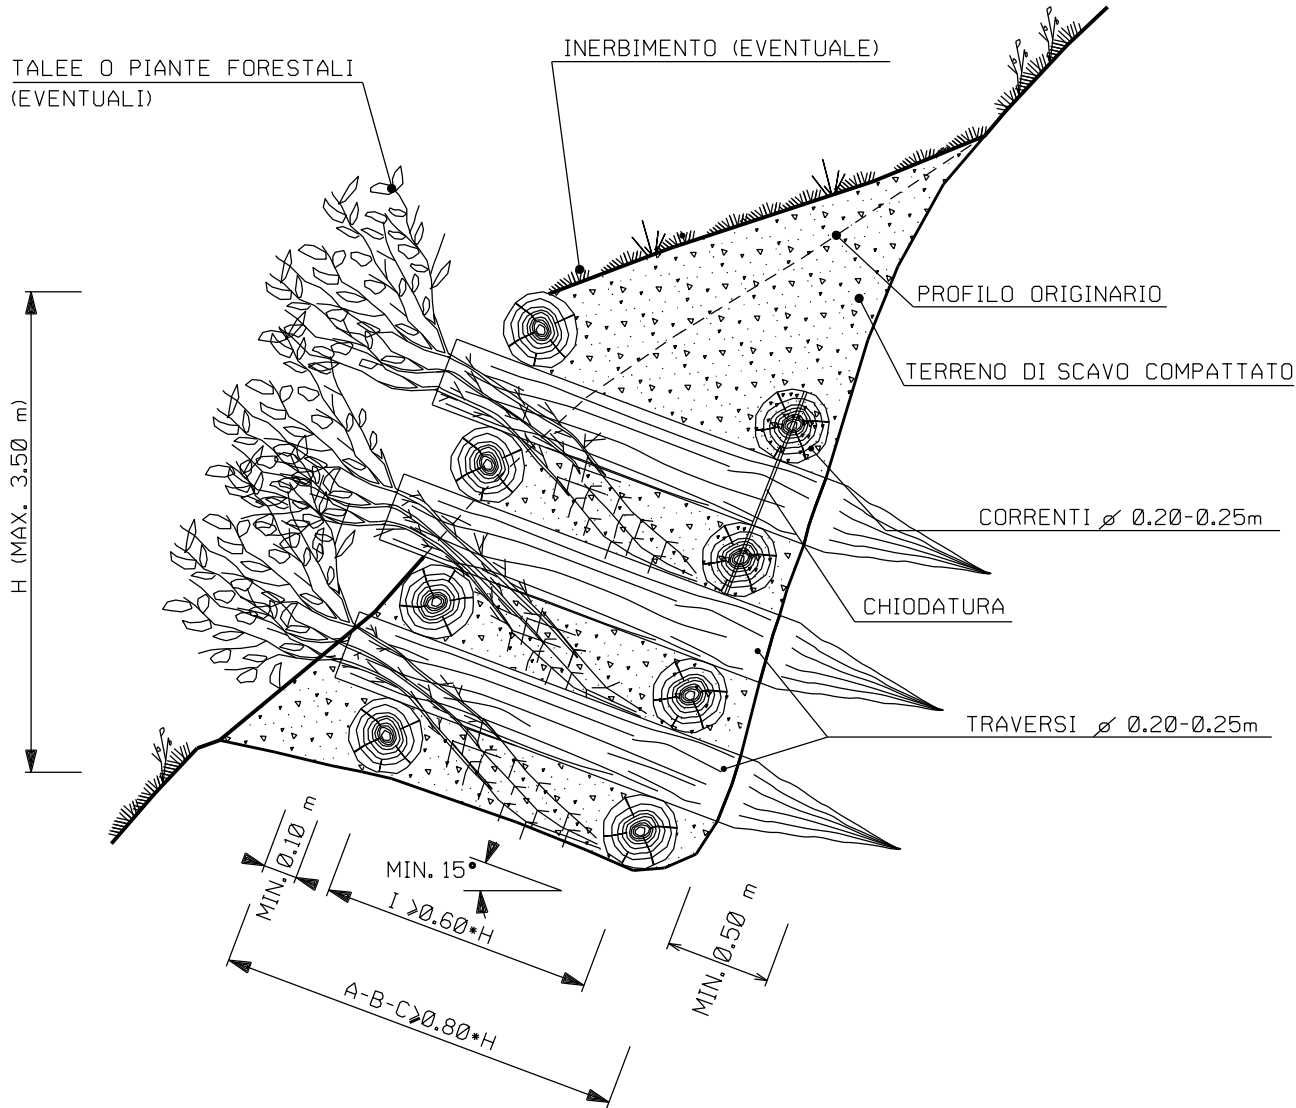 INERBIMENTO (EVENTUALE)
TALEE O PIANTE FORESTALI
(EVENTUALI)
PROFILO ORIGINARIO
TERRENO DI SCAVO COMPATTATO
H (MAX. 3.50 m)
CORRENTI ⌀ 0.20-0.25m
CHIODATURA
TRAVERSI ⌀ 0.20-0.25m
MIN. 0.10 m
MIN. 15°
I ⩾0.60*H
MIN. 0.50 m
A-B-C⩾0.80*H